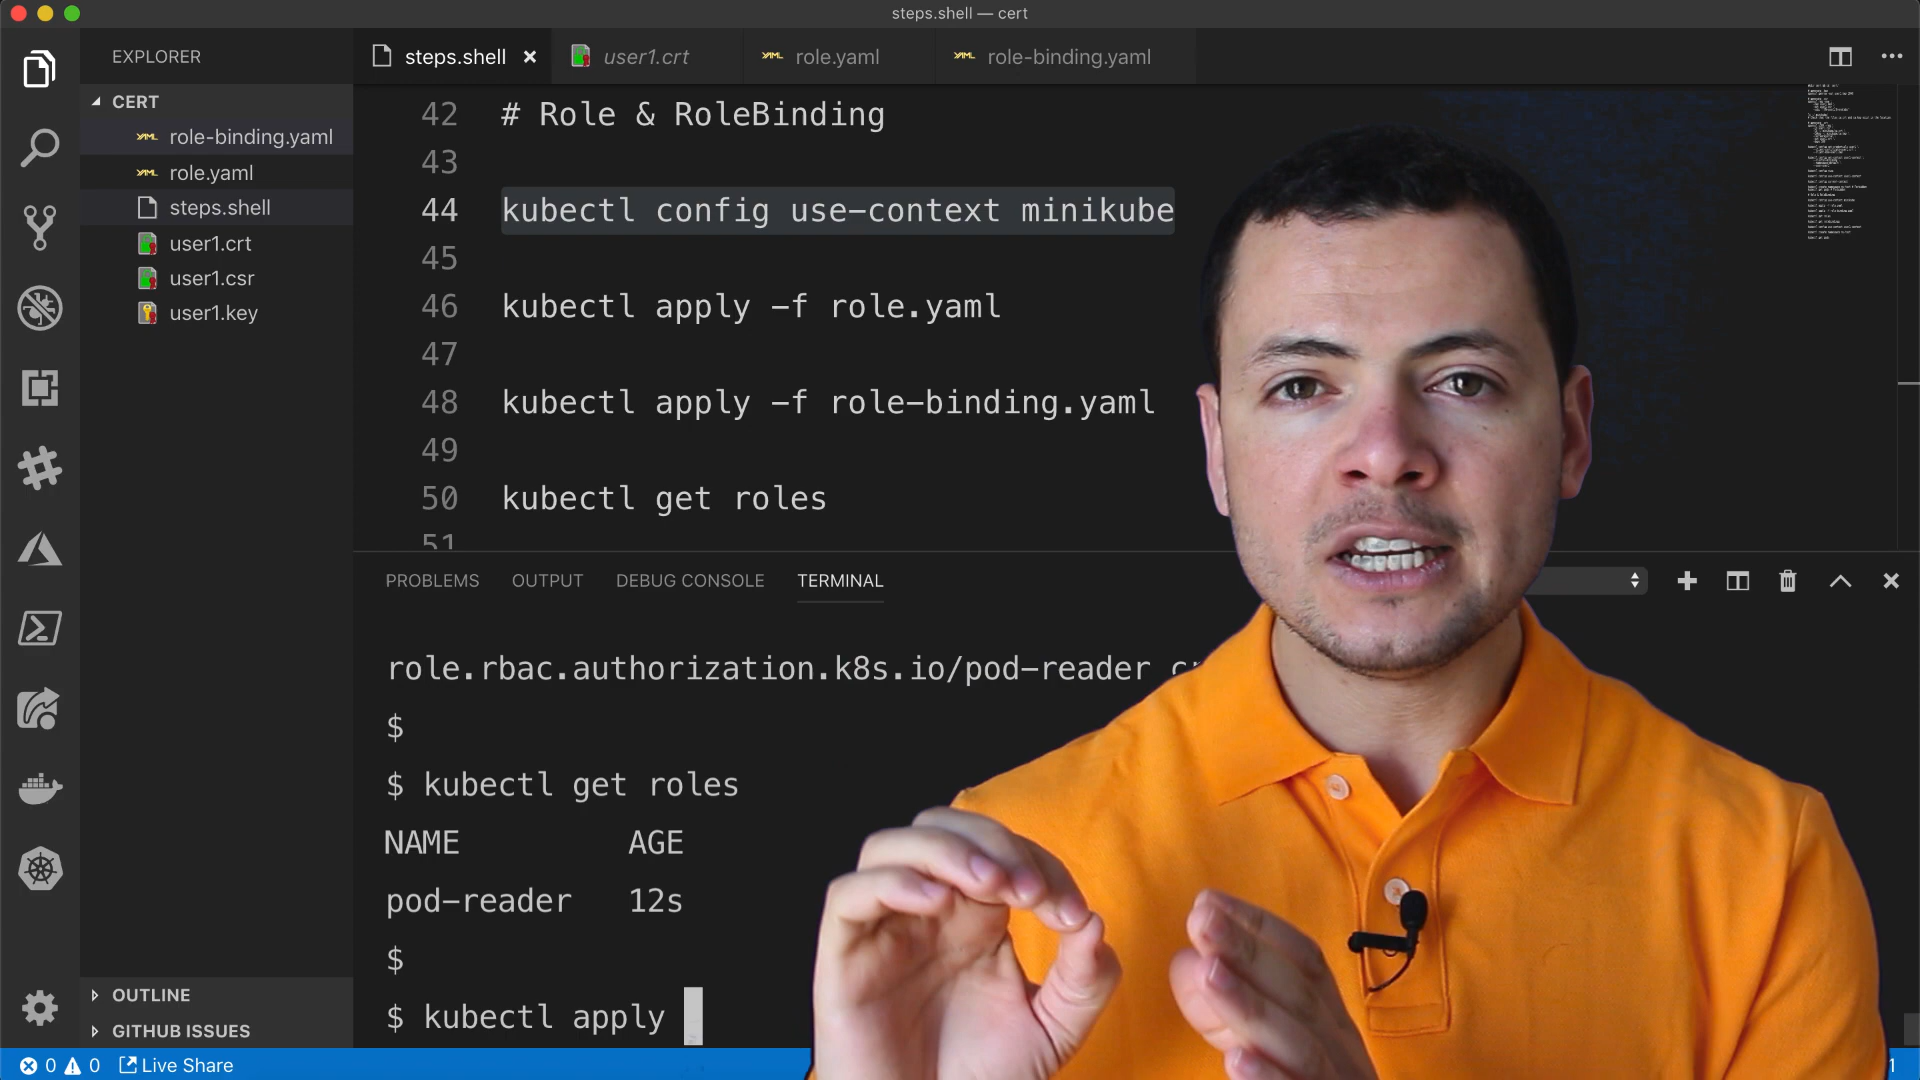 steps.shell — cert
EXPLORER
steps.shell
user1.crt
role.yaml
role-binding.yaml
CERT
role-binding.yaml
role.yaml
steps.shell
user1.crt
user1.csr
user1.key
42 # Role & RoleBinding
43
44 kubectl config use-context minikube
45
46 kubectl apply -f role.yaml
47
48 kubectl apply -f role-binding.yaml
49
50 kubectl get roles
51
PROBLEMS OUTPUT DEBUG CONSOLE TERMINAL
role.rbac.authorization.k8s.io/pod-reader
$
$ kubectl get roles
NAME AGE
pod-reader 12s
$
$ kubectl apply
OUTLINE
GITHUB ISSUES
0 0 Live Share